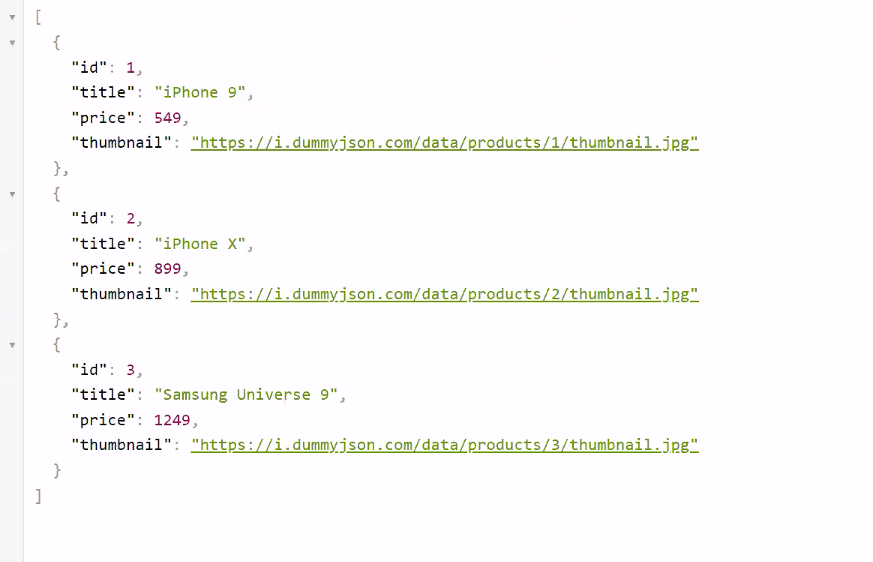 [
{
"id": 1,
"title": "iPhone 9",
"price": 549,
"thumbnail": "https://i.dummyjson.com/data/products/1/thumbnail.jpg"
},
{
"id": 2,
"title": "iPhone X",
"price": 899,
"thumbnail": "https://i.dummyjson.com/data/products/2/thumbnail.jpg"
},
{
"id": 3,
"title": "Samsung Universe 9",
"price": 1249,
"thumbnail": "https://i.dummyjson.com/data/products/3/thumbnail.jpg"
}
]